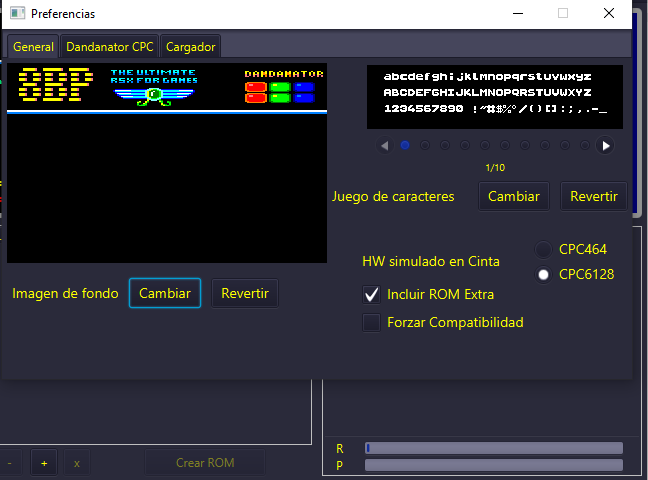 Preferencias
General Dandanator CPC Cargador
THE ULTIMATE
RSX FOR GAMES
DANDANATOR
abcdefghijklmnopqrstuvwxyz
ABCDEFGHIJKLMNOPQRSTUVWXYZ
1234567890 !"#$%°/()[]:;,.-_
1/10
Juego de caracteres Cambiar Revertir
HW simulado en Cinta
CPC464
CPC6128
Incluir ROM Extra
Forzar Compatibilidad
Imagen de fondo Cambiar Revertir
- + x Crear ROM
R
P